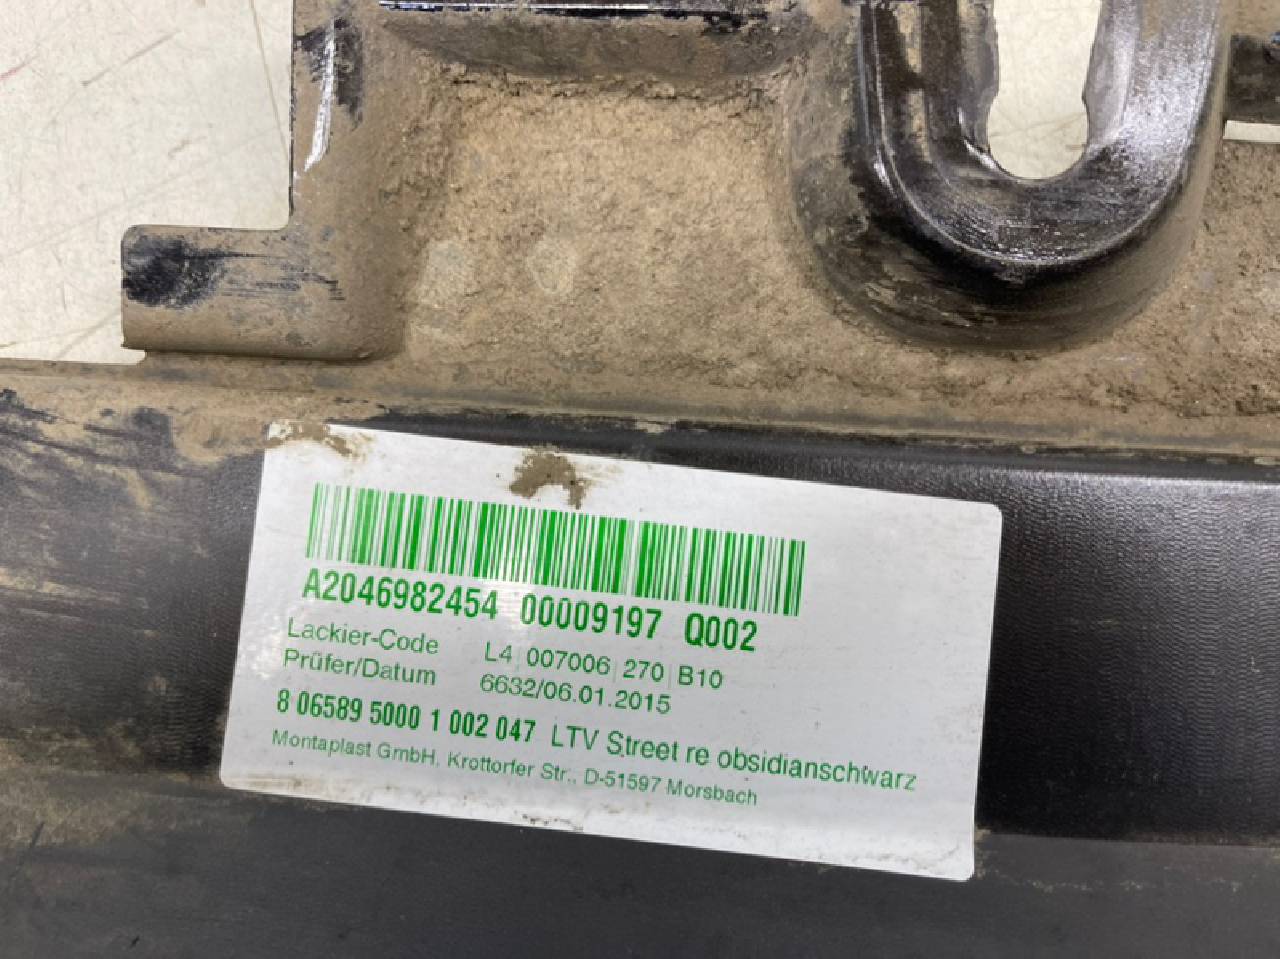 A2046982454 00009197 Q002
Lackier-Code L4|007006|270|B10
Prüfer/Datum 6632/06.01.2015
8 06589 5000 1 002 047 LTV Street re obsidianschwarz
Montaplast GmbH, Krottorfer Str., D-51597 Morsbach